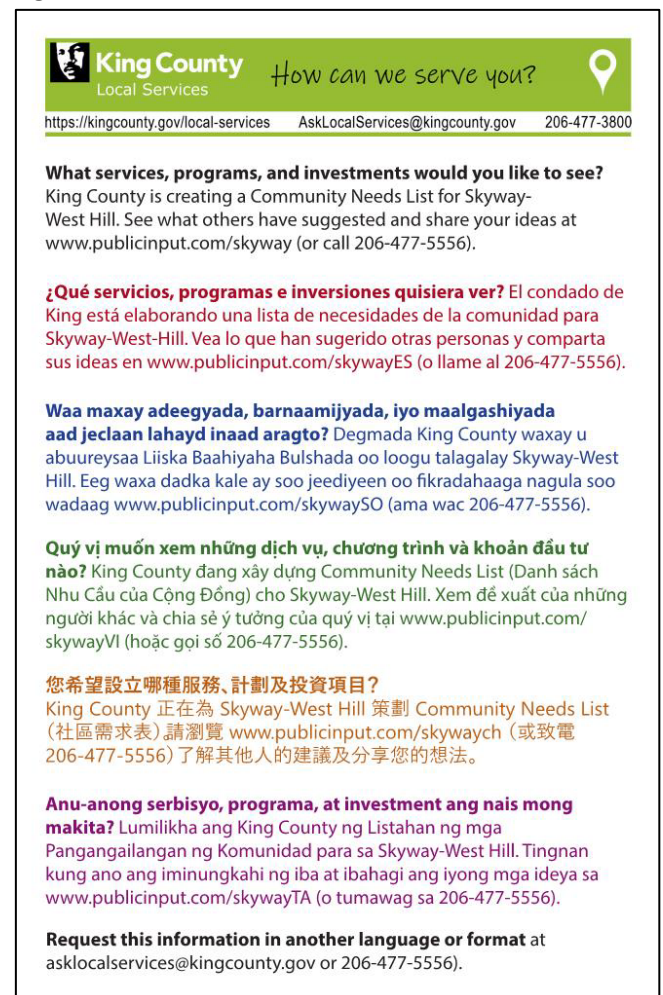 King County
Local Services
How can we serve you?
https://kingcounty.gov/local-services AskLocalServices@kingcounty.gov 206-477-3800
What services, programs, and investments would you like to see?
King County is creating a Community Needs List for Skyway-
West Hill. See what others have suggested and share your ideas at
www.publicinput.com/skyway (or call 206-477-5556).
¿Qué servicios, programas e inversiones quisiera ver? El condado de
King está elaborando una lista de necesidades de la comunidad para
Skyway-West-Hill. Vea lo que han sugerido otras personas y comparta
sus ideas en www.publicinput.com/skywayES (o llame al 206-477-5556).
Waa maxay adeegyada, barnaamijyada, iyo maalgashiyada
aad jeclaan lahayd inaad aragto? Degmada King County waxay u
abuureysaa Liiska Baahiyaha Bulshada oo loogu talagalay Skyway-West
Hill. Eeg waxa dadka kale ay soo jeediyeen oo fikradahaaga nagula soo
wadaag www.publicinput.com/skywaySO (ama wac 206-477-5556).
Quý vị muốn xem những dịch vụ, chương trình và khoản đầu tư
nào? King County đang xây dựng Community Needs List (Danh sách
Nhu Cầu của Cộng Đồng) cho Skyway-West Hill. Xem đề xuất của những
người khác và chia sẻ ý tưởng của quý vị tại www.publicinput.com/
skywayVI (hoặc gọi số 206-477-5556).
您希望設立哪種服務、計劃及投資項目?
King County 正在為 Skyway-West Hill 策劃 Community Needs List
(社區需求表),請瀏覽 www.publicinput.com/skywaych (或致電
206-477-5556)了解其他人的建議及分享您的想法。
Anu-anong serbisyo, programa, at investment ang nais mong
makita? Lumilikha ang King County ng Listahan ng mga
Pangangailangan ng Komunidad para sa Skyway-West Hill. Tingnan
kung ano ang iminungkahi ng iba at ibahagi ang iyong mga ideya sa
www.publicinput.com/skywayTA (o tumawag sa 206-477-5556).
Request this information in another language or format at
asklocalservices@kingcounty.gov or 206-477-5556).